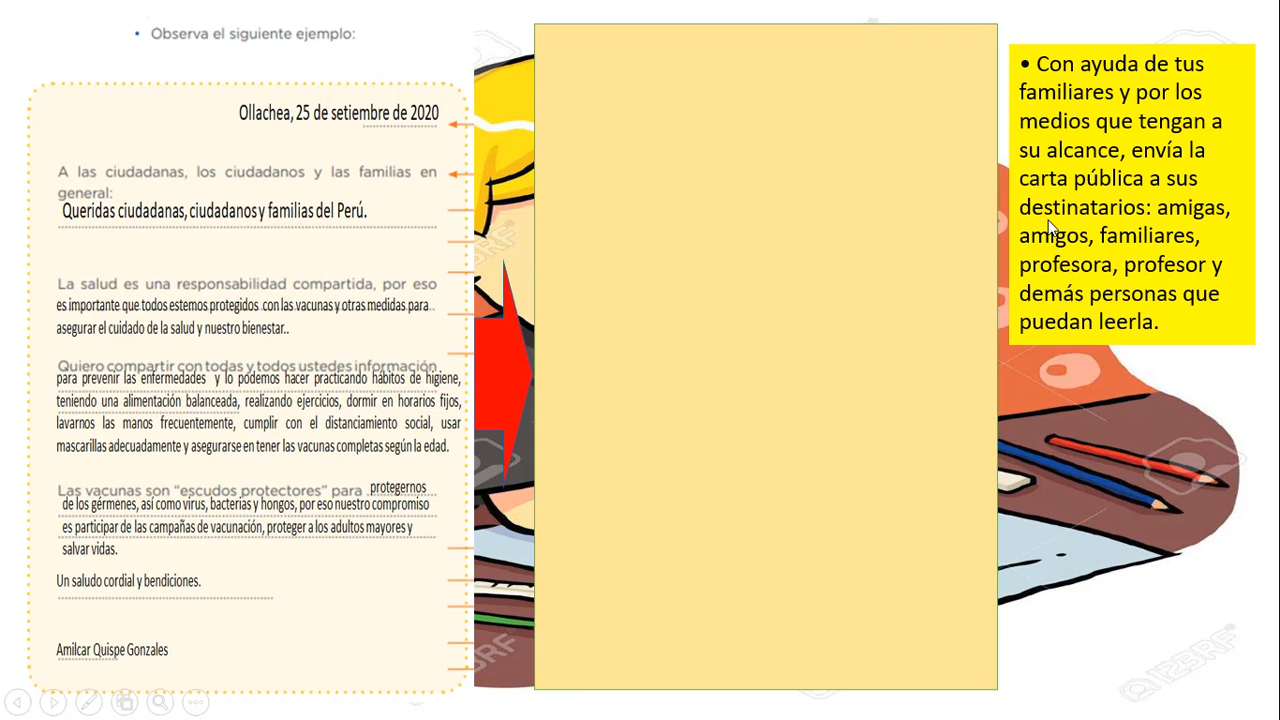 • Observa el siguiente ejemplo:
Ollachea, 25 de setiembre de 2020
A las ciudadanas, los ciudadanos y las familias en
general:
Queridas ciudadanas, ciudadanos y familias del Perú.
La salud es una responsabilidad compartida, por eso
es importante que todos estemos protegidos con las vacunas y otras medidas para
asegurar el cuidado de la salud y nuestro bienestar..
Quiero compartir con todas y todos ustedes información
para prevenir las enfermedades y lo podemos hacer practicando hábitos de higiene,
teniendo una alimentación balanceada, realizando ejercicios, dormir en horarios fijos,
lavarnos las manos frecuentemente, cumplir con el distanciamiento social, usar
mascarillas adecuadamente y asegurarse en tener las vacunas completas según la edad.
Las vacunas son “escudos protectores” para protegernos
de los gérmenes, así como virus, bacterias y hongos, por eso nuestro compromiso
es participar de las campañas de vacunación, proteger a los adultos mayores y
salvar vidas.
Un saludo cordial y bendiciones.
Amilcar Quispe Gonzales
• Con ayuda de tus
familiares y por los
medios que tengan a
su alcance, envía la
carta pública a sus
destinatarios: amigas,
amigos, familiares,
profesora, profesor y
demás personas que
puedan leerla.
123RF